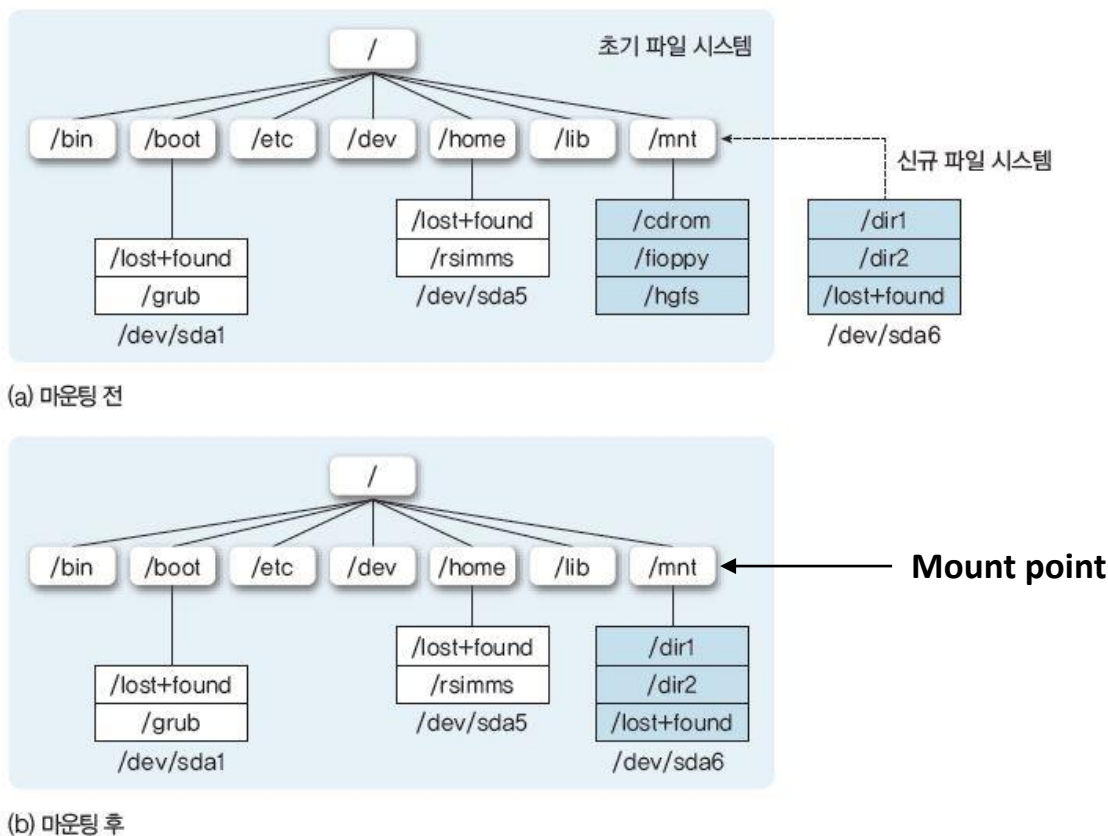 /
초기 파일 시스템
/bin /boot /etc /dev /home /lib /mnt
신규 파일 시스템
/lost+found
/grub
/dev/sda1
/lost+found
/rsimms
/dev/sda5
/cdrom
/fioppy
/hgfs
/dir1
/dir2
/lost+found
/dev/sda6
(a) 마운팅 전
/
/bin /boot /etc /dev /home /lib /mnt
Mount point
/lost+found
/grub
/dev/sda1
/lost+found
/rsimms
/dev/sda5
/dir1
/dir2
/lost+found
/dev/sda6
(b) 마운팅 후